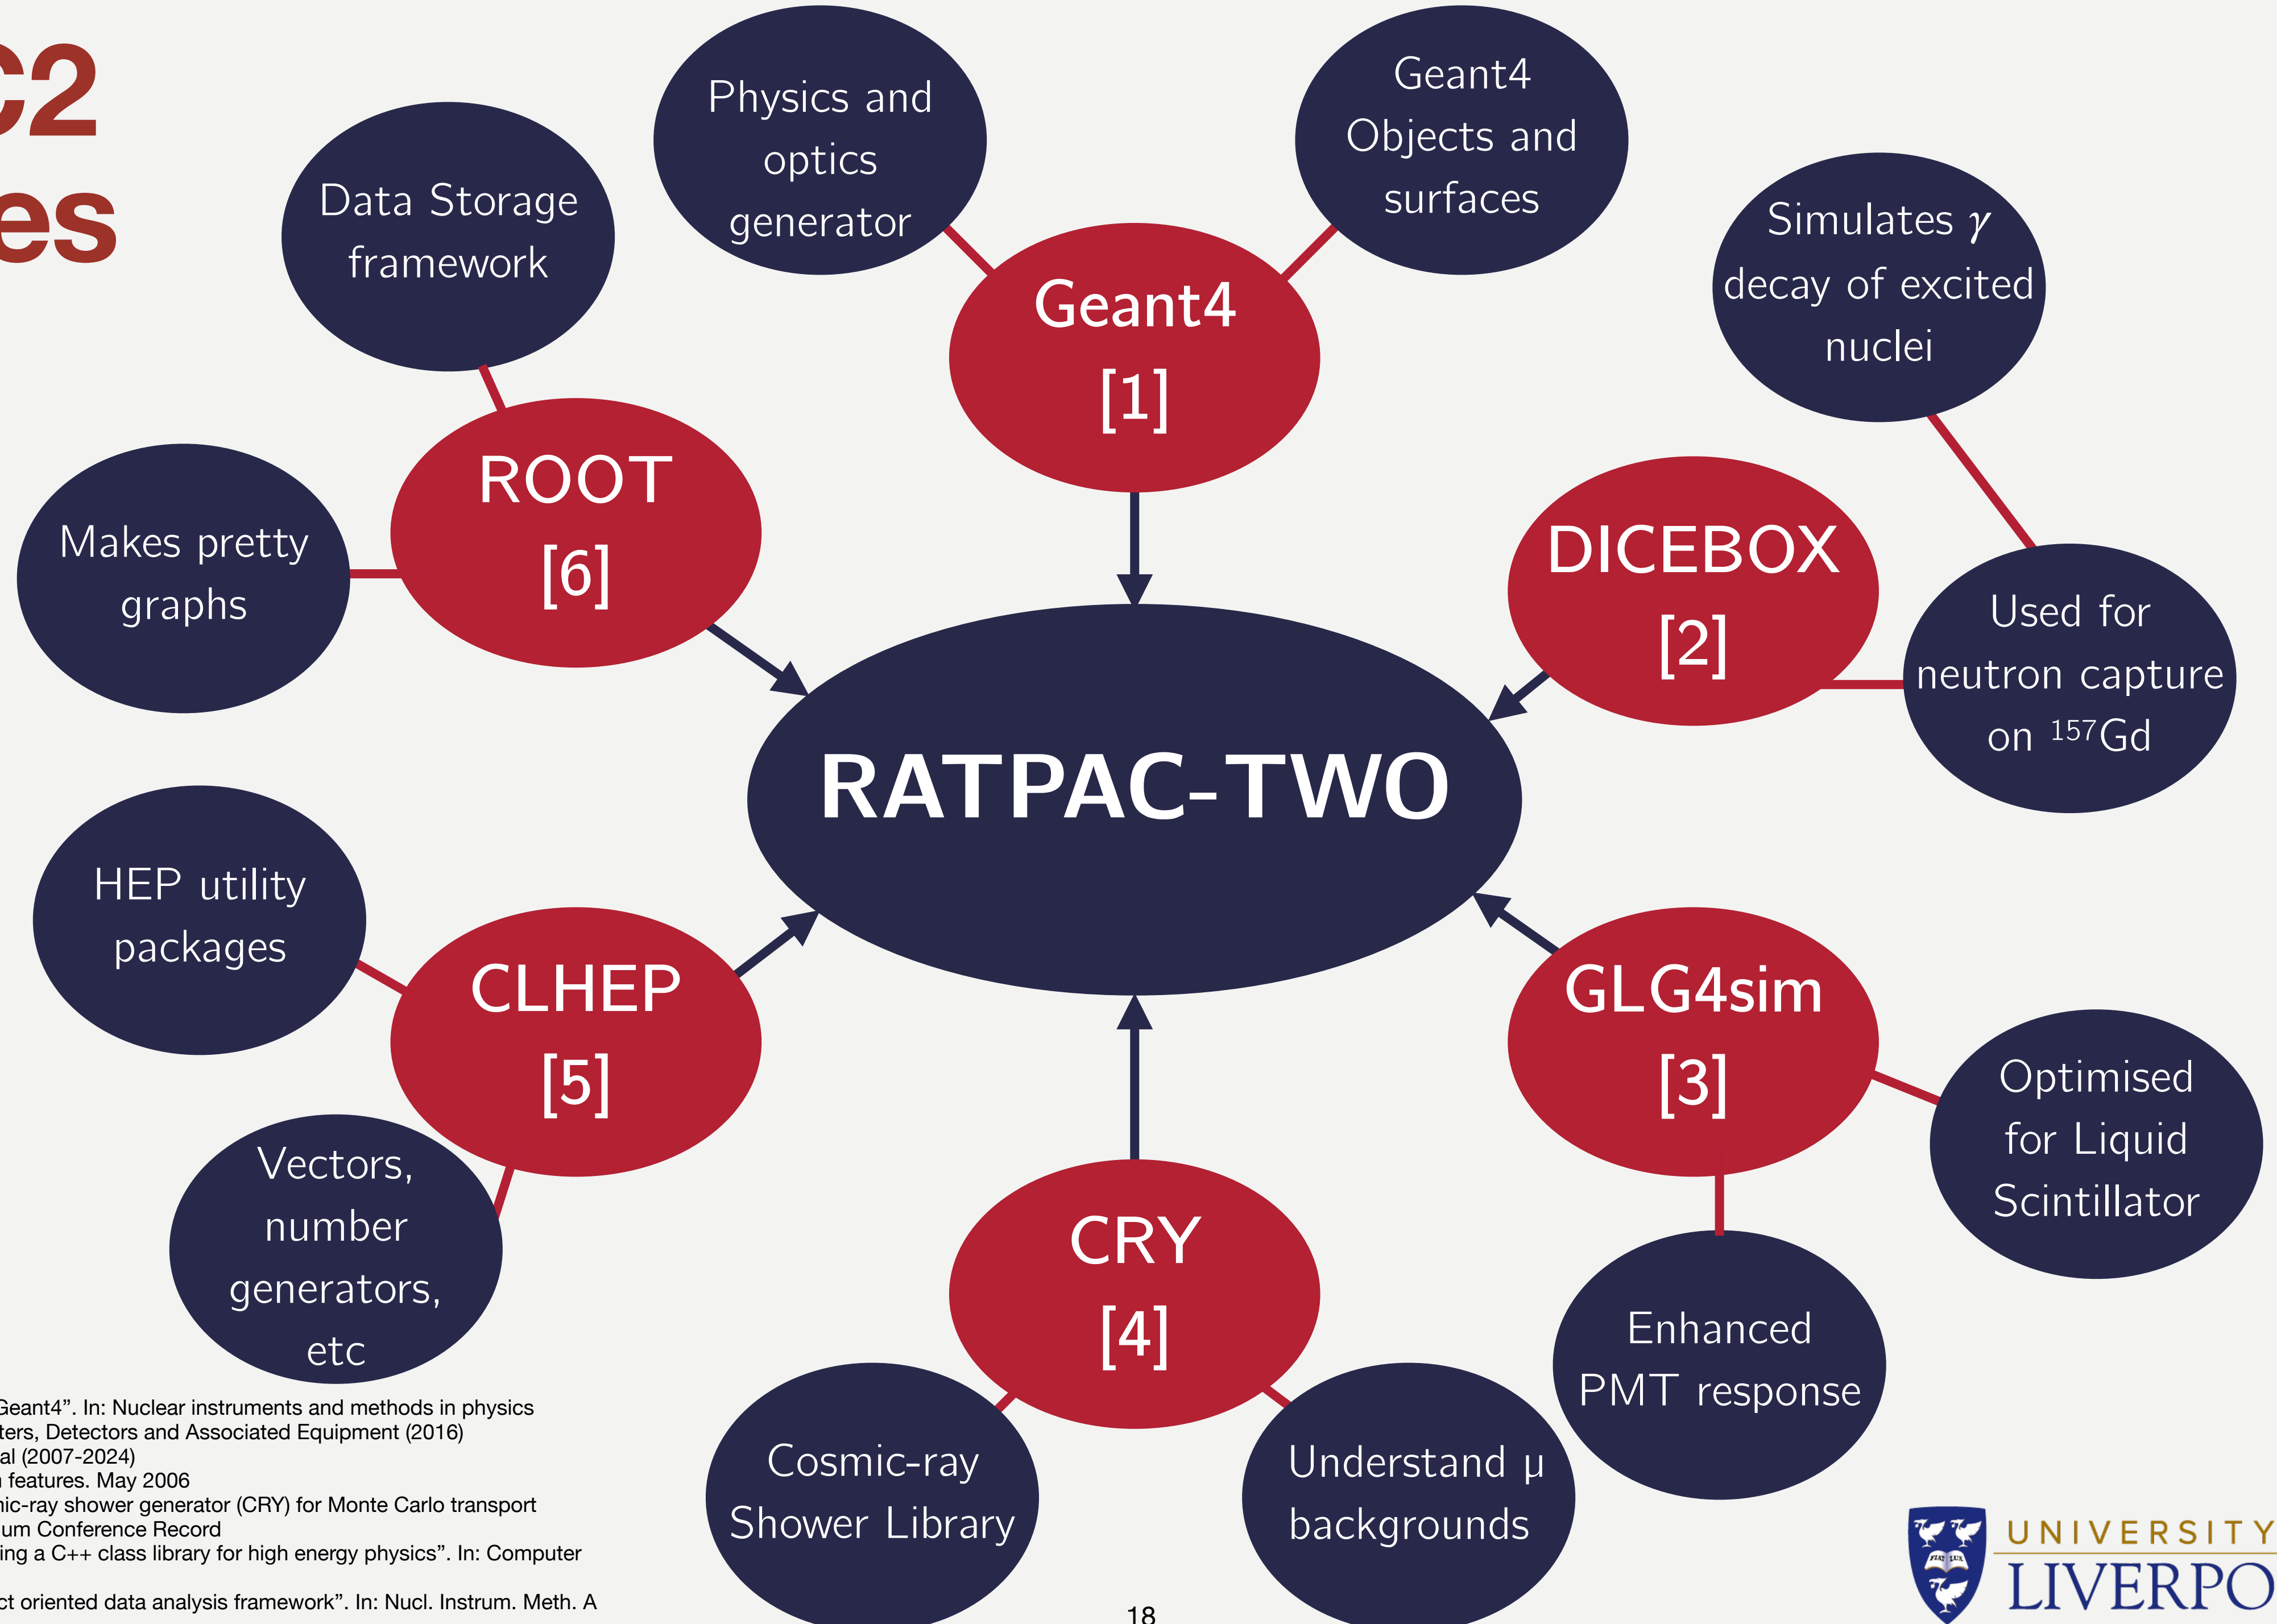 C2
es
Physics and
optics
generator
Geant4
Objects and
surfaces
Data Storage
framework
Simulates γ
decay of excited
nuclei
Geant4
[1]
ROOT
[6]
Makes pretty
graphs
DICEBOX
[2]
Used for
neutron capture
on ¹⁵⁷Gd
RATPAC-TWO
HEP utility
packages
CLHEP
[5]
Vectors,
number
generators,
etc
GLG4sim
[3]
Optimised
for Liquid
Scintillator
CRY
[4]
Enhanced
PMT response
Cosmic-ray
Shower Library
Understand µ
backgrounds
Geant4”. In: Nuclear instruments and methods in physics
ters, Detectors and Associated Equipment (2016)
al (2007-2024)
features. May 2006
nic-ray shower generator (CRY) for Monte Carlo transport
um Conference Record
ing a C++ class library for high energy physics”. In: Computer
ct oriented data analysis framework”. In: Nucl. Instrum. Meth. A
18
FIAT LUX
UNIVERSITY
LIVERPO